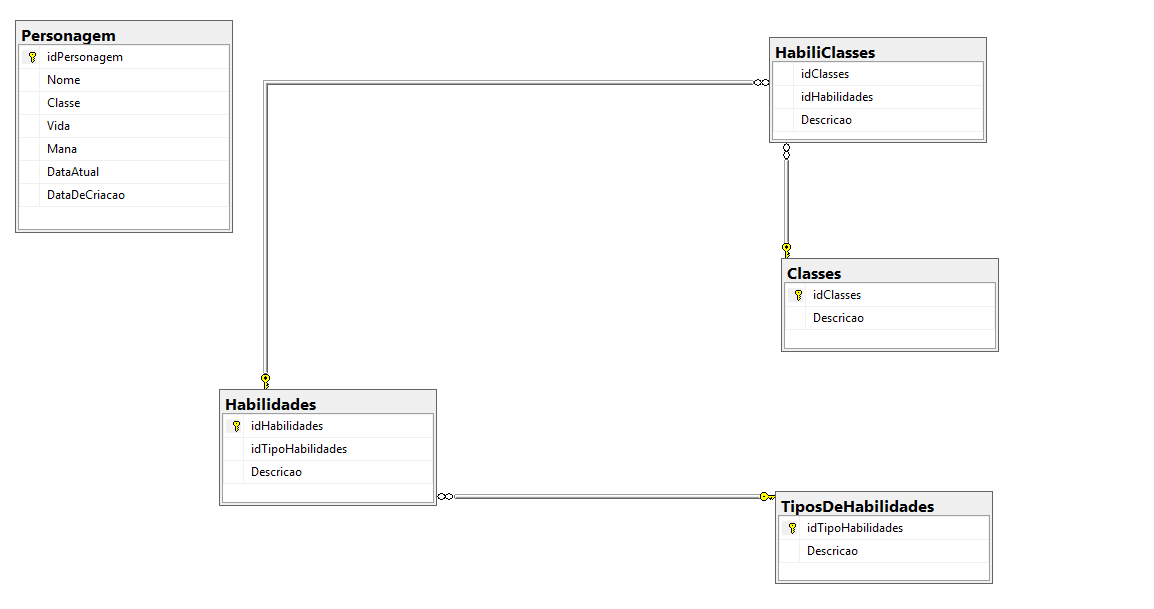 Personagem
idPersonagem
Nome
Classe
Vida
Mana
DataAtual
DataDeCriacao
HabiliClasses
idClasses
idHabilidades
Descricao
Classes
idClasses
Descricao
Habilidades
idHabilidades
idTipoHabilidades
Descricao
TiposDeHabilidades
idTipoHabilidades
Descricao